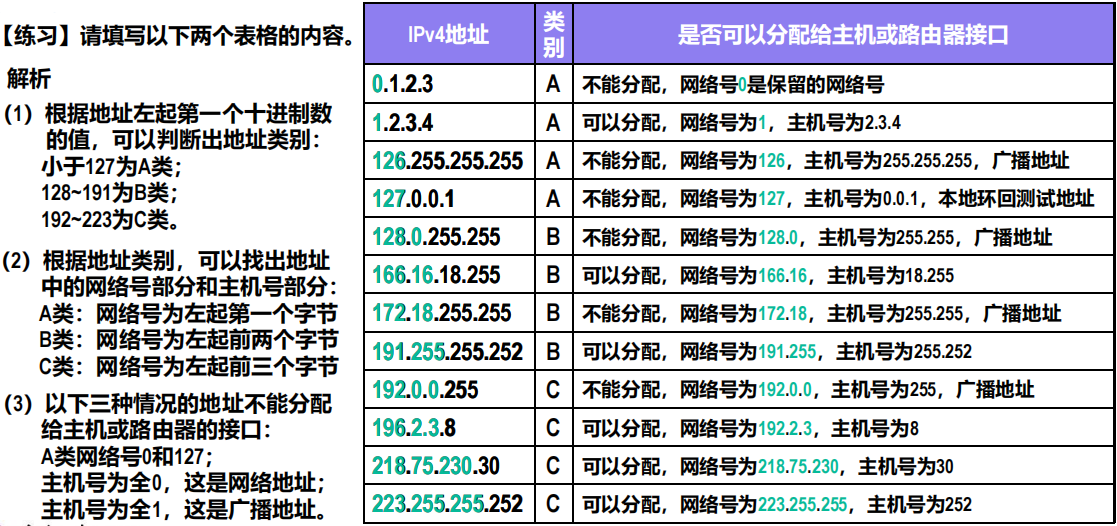 【练习】请填写以下两个表格的内容。
解析
(1) 根据地址左起第一个十进制数
的值，可以判断出地址类别：
小于127为A类；
128~191为B类；
192~223为C类。
(2) 根据地址类别，可以找出地址
中的网络号部分和主机号部分：
A类：网络号为左起第一个字节
B类：网络号为左起前两个字节
C类：网络号为左起前三个字节
(3) 以下三种情况的地址不能分配
给主机或路由器的接口：
A类网络号0和127；
主机号为全0，这是网络地址；
主机号为全1，这是广播地址。
IPv4地址 类别 是否可以分配给主机或路由器接口
0.1.2.3 A 不能分配，网络号0是保留的网络号
1.2.3.4 A 可以分配，网络号为1，主机号为2.3.4
126.255.255.255 A 不能分配，网络号为126，主机号为255.255.255，广播地址
127.0.0.1 A 不能分配，网络号为127，主机号为0.0.1，本地环回测试地址
128.0.255.255 B 不能分配，网络号为128.0，主机号为255.255，广播地址
166.16.18.255 B 可以分配，网络号为166.16，主机号为18.255
172.18.255.255 B 不能分配，网络号为172.18，主机号为255.255，广播地址
191.255.255.252 B 可以分配，网络号为191.255，主机号为255.252
192.0.0.255 C 不能分配，网络号为192.0.0，主机号为255，广播地址
196.2.3.8 C 可以分配，网络号为192.2.3，主机号为8
218.75.230.30 C 可以分配，网络号为218.75.230，主机号为30
223.255.255.252 C 可以分配，网络号为223.255.255，主机号为252